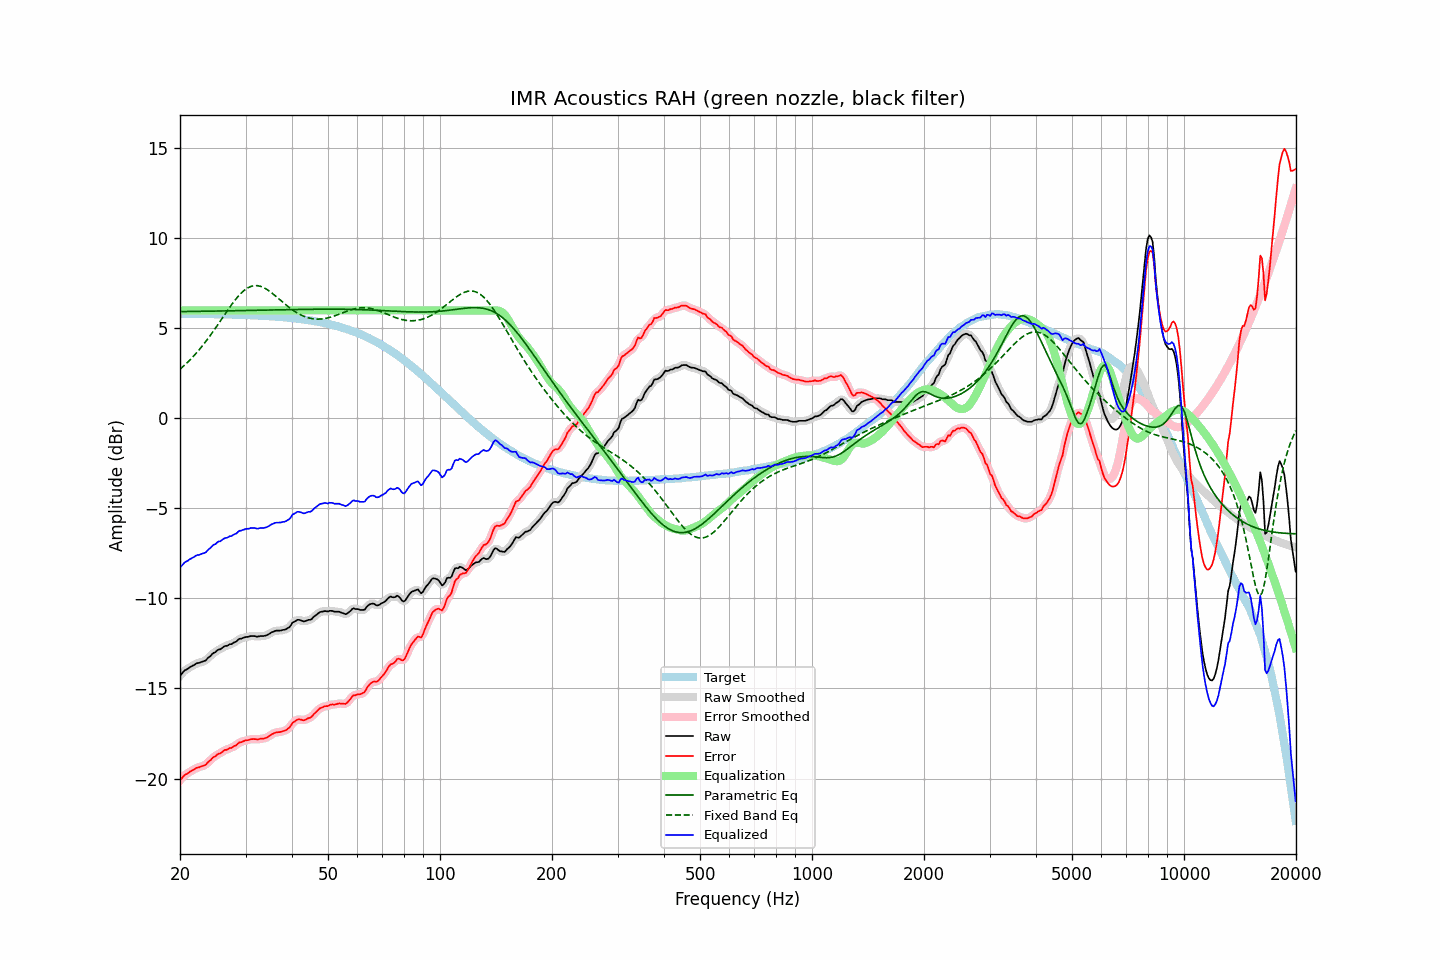 IMR Acoustics RAH (green nozzle, black filter)
15
10
5
0
−5
−10
−15
−20
Amplitude (dBr)
Target
Raw Smoothed
Error Smoothed
Raw
Error
Equalization
Parametric Eq
Fixed Band Eq
Equalized
20 50 100 200 500 1000 2000 5000 10000 20000
Frequency (Hz)